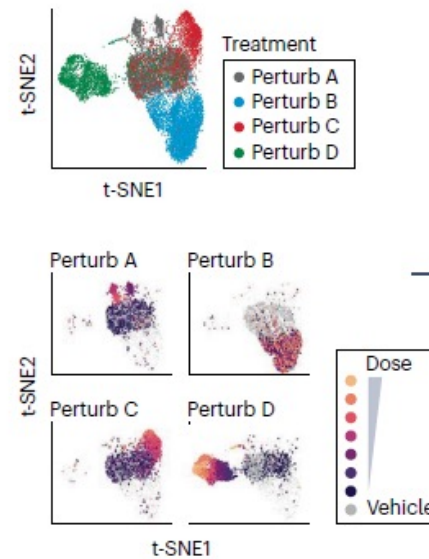 Treatment
Perturb A
Perturb B
Perturb C
Perturb D
t-SNE2
t-SNE1
Perturb A
Perturb B
Perturb C
Perturb D
t-SNE2
t-SNE1
Dose
Vehicle